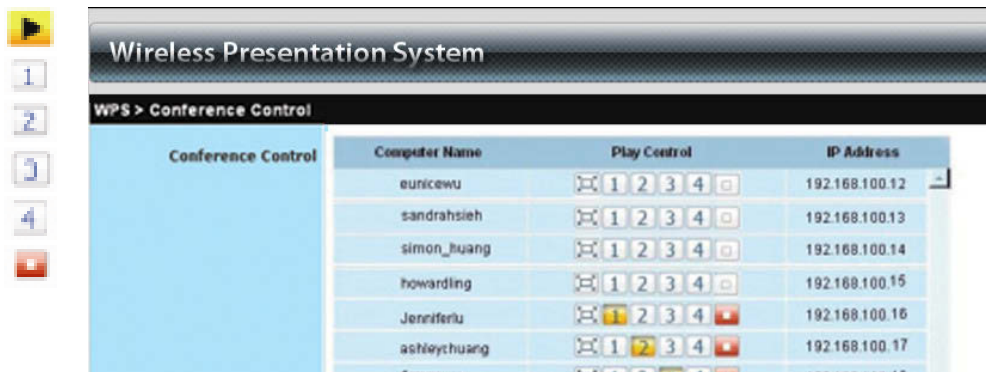 1
2
3
4
Wireless Presentation System
WPS > Conference Control
Conference Control
Computer Name Play Control IP Address
eunicewu 1 2 3 4 192.168.100.12
sandrahsieh 1 2 3 4 192.168.100.13
simon_huang 1 2 3 4 192.168.100.14
howardling 1 2 3 4 192.168.100.15
Jenniferlu 1 2 3 4 192.168.100.16
ashleychuang 1 2 3 4 192.168.100.17